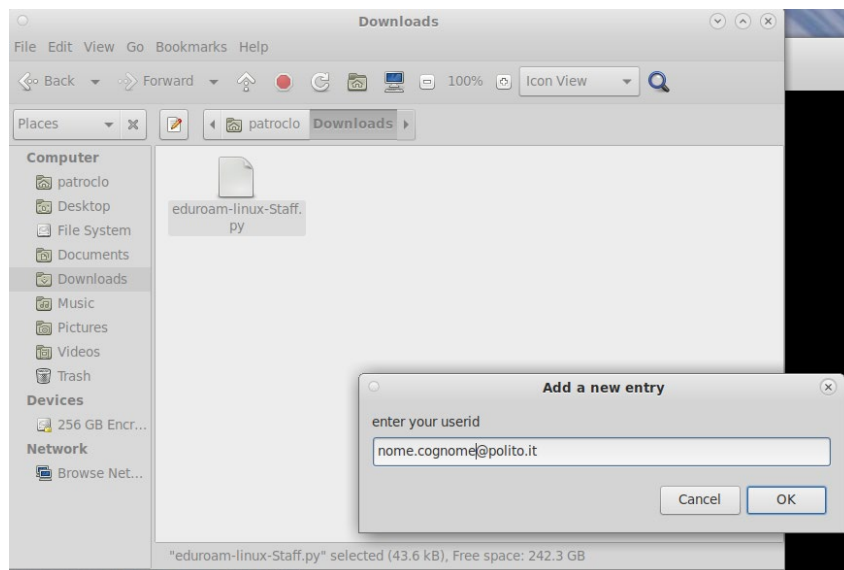 Downloads
File Edit View Go Bookmarks Help
Back Forward 100% Icon View
Places patroclo Downloads
Computer
patroclo
Desktop
File System
Documents
Downloads
Music
Pictures
Videos
Trash
Devices
256 GB Encr...
Network
Browse Net...
eduroam-linux-Staff.
py
Add a new entry
enter your userid
nome.cognome@polito.it
Cancel OK
"eduroam-linux-Staff.py" selected (43.6 kB), Free space: 242.3 GB